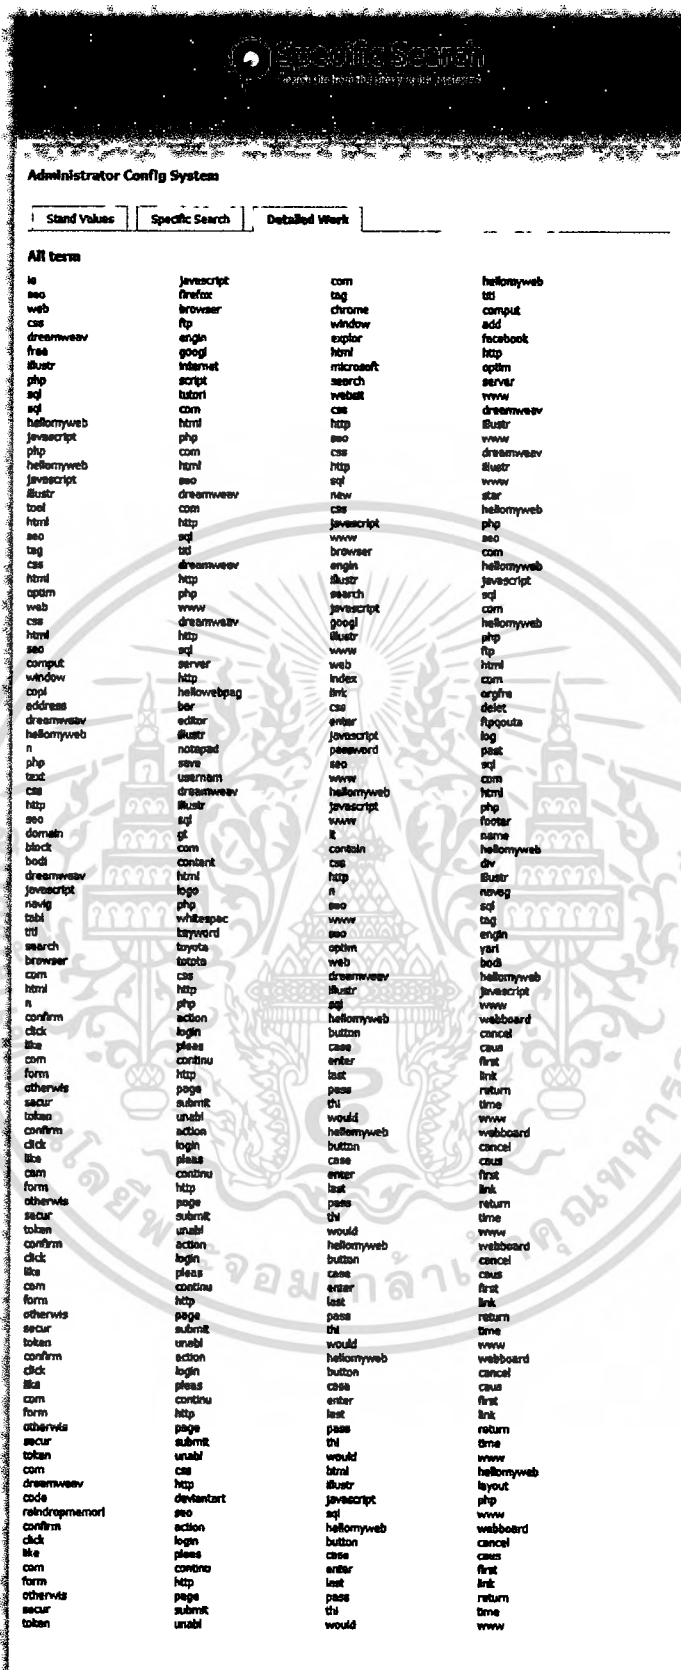 Specific Search
Administrator Config System
Stand Values Specific Search Detailed Work
All term
ie javascript com hellomyweb
seo firefox tag titl
web browser chrome comput
css ftp window add
dreamweav engin explor facebook
free googl html http
illustr internet microsoft optim
php script search server
sql tutori websit www
sql com css dreamweav
hellomyweb html http illustr
javascript php seo www
php com css dreamweav
hellomyweb html http illustr
javascript seo sql www
illustr dreamweav new star
tool com css hellomyweb
html http javascript php
seo sql www seo
tag titl browser com
css dreamweav engin hellomyweb
html http illustr javascript
optim php search sql
web www javascript com
css dreamweav googl hellomyweb
html http illustr php
seo sql www ftp
comput server web html
window http index com
copi hellowebpag link orgfre
address bar css delet
dreamweav editor enter ftpqouta
hellomyweb illustr javascript log
n notepad password past
php save seo sql
text usernam www com
css dreamweav hellomyweb html
http illustr javascript php
seo sql www footer
domain gt lt name
block com contain hellomyweb
bodi content css div
dreamweav html http illustr
javascript logo n navag
navig php seo sql
tabl whitespac www tag
titl keyword seo engin
search toyota optim yari
browser totota web bodi
com css dreamweav hellomyweb
html http illustr javascript
n php sql www
confirm action hellomyweb webboard
click login button cancel
like pleas case caus
com continu enter first
form http last link
otherwis page pass return
secur submit thi time
token unabl would www
confirm action hellomyweb webboard
click login button cancel
like pleas case caus
com continu enter first
form http last link
otherwis page pass return
secur submit thi time
token unabl would www
confirm action hellomyweb webboard
click login button cancel
like pleas case caus
com continu enter first
form http last link
otherwis page pass return
secur submit thi time
token unabl would www
confirm action hellomyweb webboard
click login button cancel
like pleas case caus
com continu enter first
form http last link
otherwis page pass return
secur submit thi time
token unabl would www
com css html hellomyweb
dreamweav http illustr layout
code deviantart javascript php
raindropmemori seo sql www
confirm action hellomyweb webboard
click login button cancel
like pleas case caus
com continu enter first
form http last link
otherwis page pass return
secur submit thi time
token unabl would www